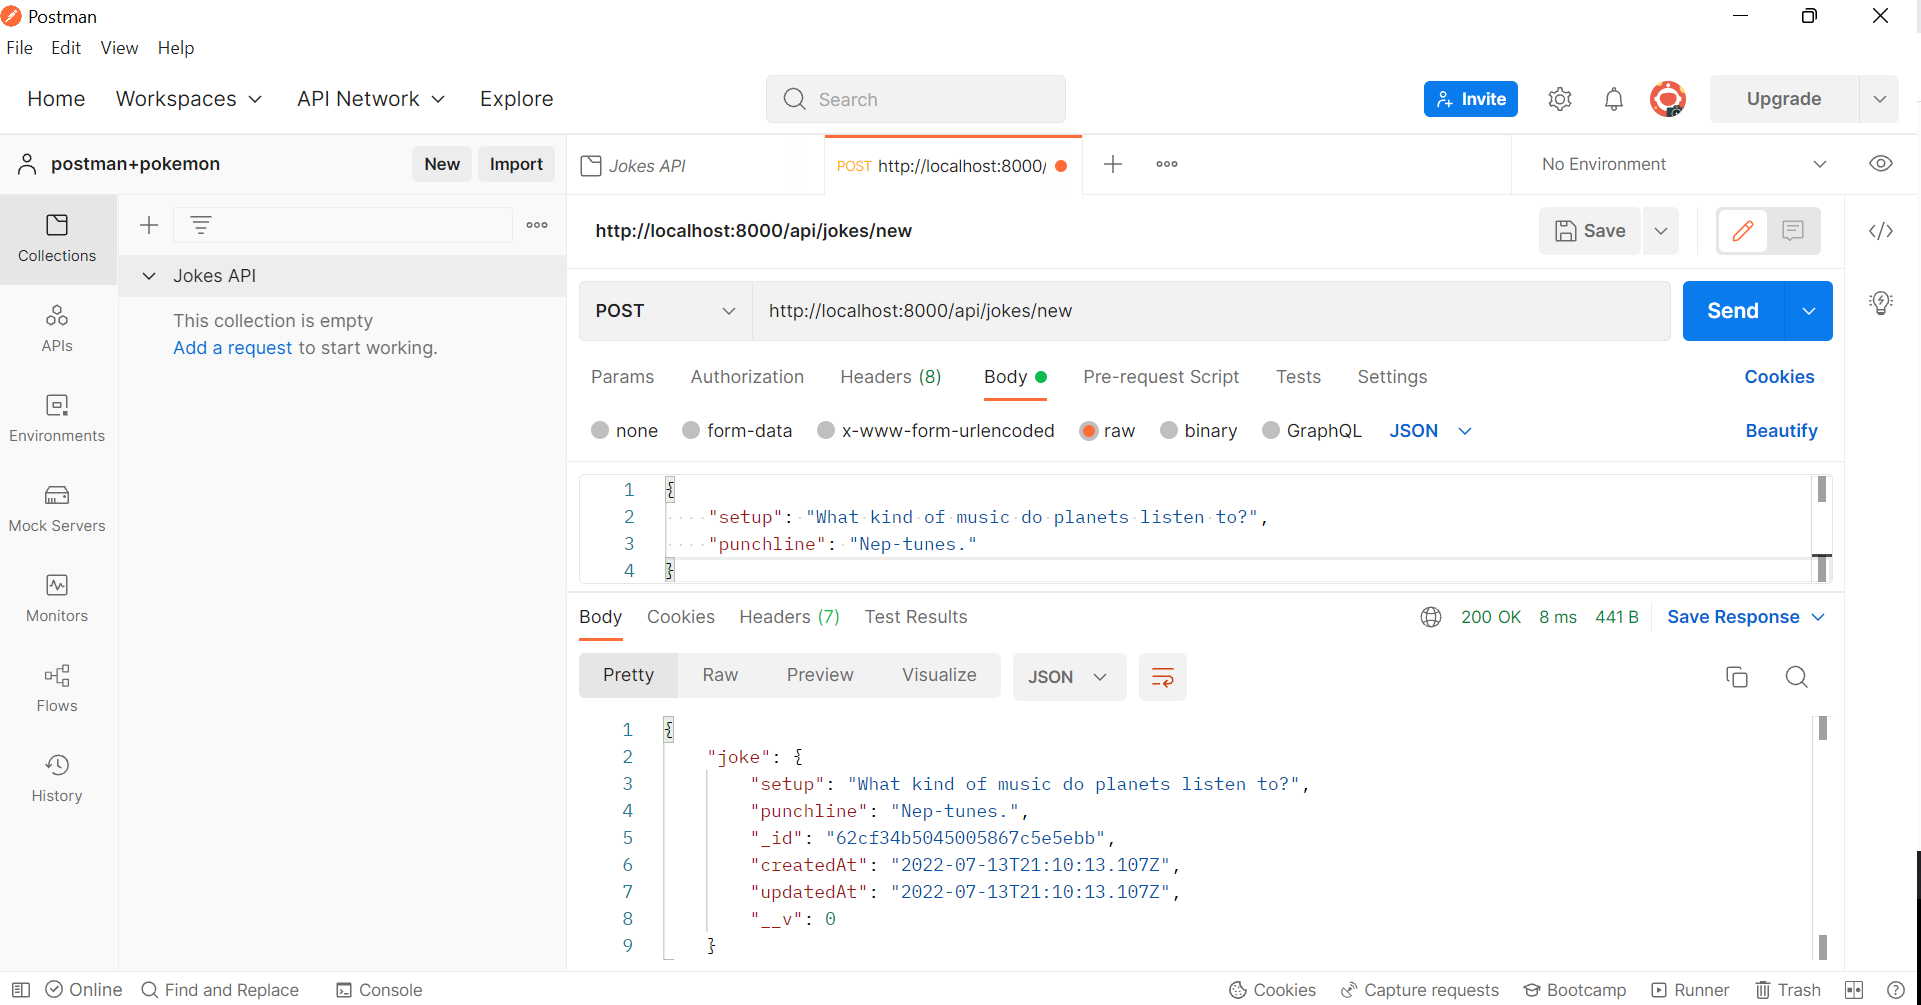 Postman
File Edit View Help
Home Workspaces API Network Explore Search Invite Upgrade
postman+pokemon New Import Jokes API POST http://localhost:8000/ No Environment
Collections
APIs
Environments
Mock Servers
Monitors
Flows
History
Jokes API
This collection is empty
Add a request to start working.
http://localhost:8000/api/jokes/new Save
POST http://localhost:8000/api/jokes/new Send
Params Authorization Headers (8) Body Pre-request Script Tests Settings Cookies
none form-data x-www-form-urlencoded raw binary GraphQL JSON Beautify
1 {
2 "setup": "What kind of music do planets listen to?",
3 "punchline": "Nep-tunes."
4 }
Body Cookies Headers (7) Test Results 200 OK 8 ms 441 B Save Response
Pretty Raw Preview Visualize JSON
1 {
2 "joke": {
3 "setup": "What kind of music do planets listen to?",
4 "punchline": "Nep-tunes.",
5 "_id": "62cf34b5045005867c5e5ebb",
6 "createdAt": "2022-07-13T21:10:13.107Z",
7 "updatedAt": "2022-07-13T21:10:13.107Z",
8 "__v": 0
9 }
Online Find and Replace Console Cookies Capture requests Bootcamp Runner Trash